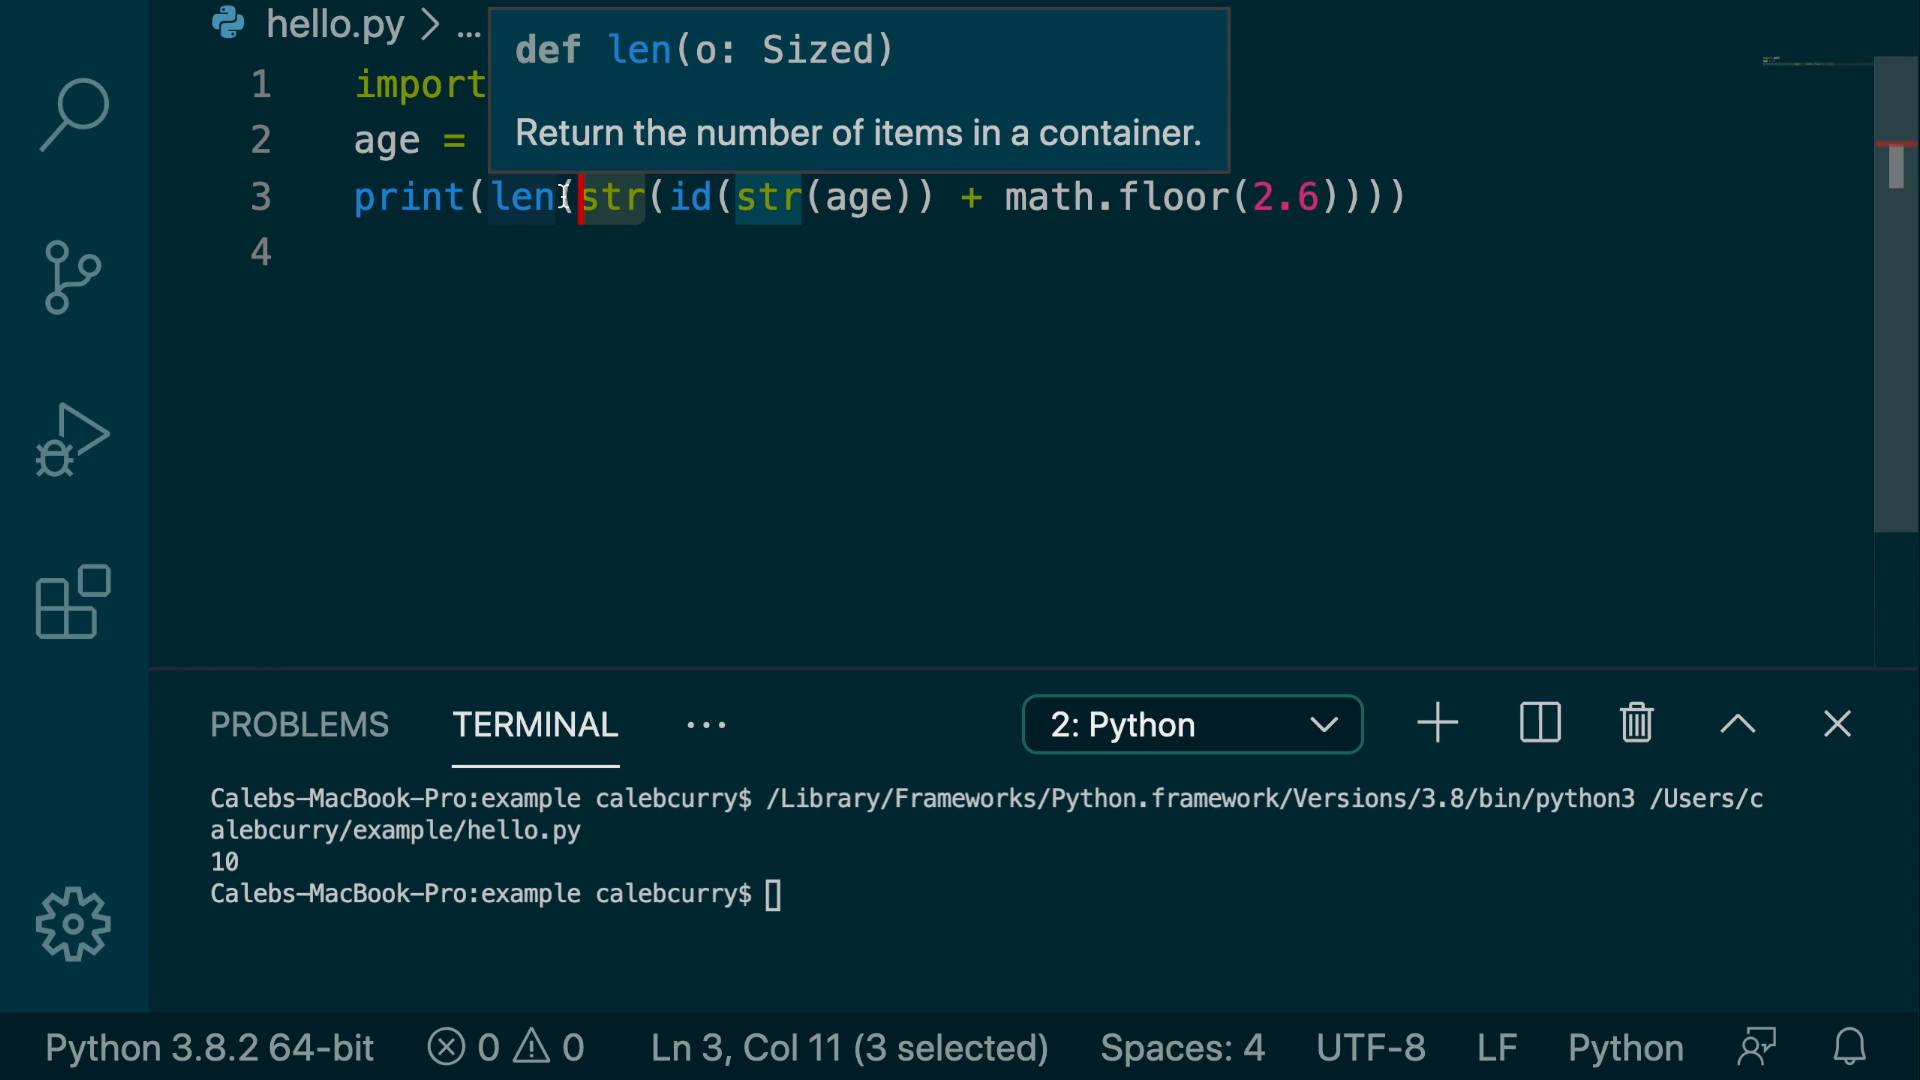 hello.py > ...
def len(o: Sized)
Return the number of items in a container.
1 import
2 age =
3 print(len(str(id(str(age)) + math.floor(2.6))))
4
PROBLEMS TERMINAL ... 2: Python
Calebs-MacBook-Pro:example calebcurry$ /Library/Frameworks/Python.framework/Versions/3.8/bin/python3 /Users/c
alebcurry/example/hello.py
10
Calebs-MacBook-Pro:example calebcurry$
Python 3.8.2 64-bit 0 0 Ln 3, Col 11 (3 selected) Spaces: 4 UTF-8 LF Python